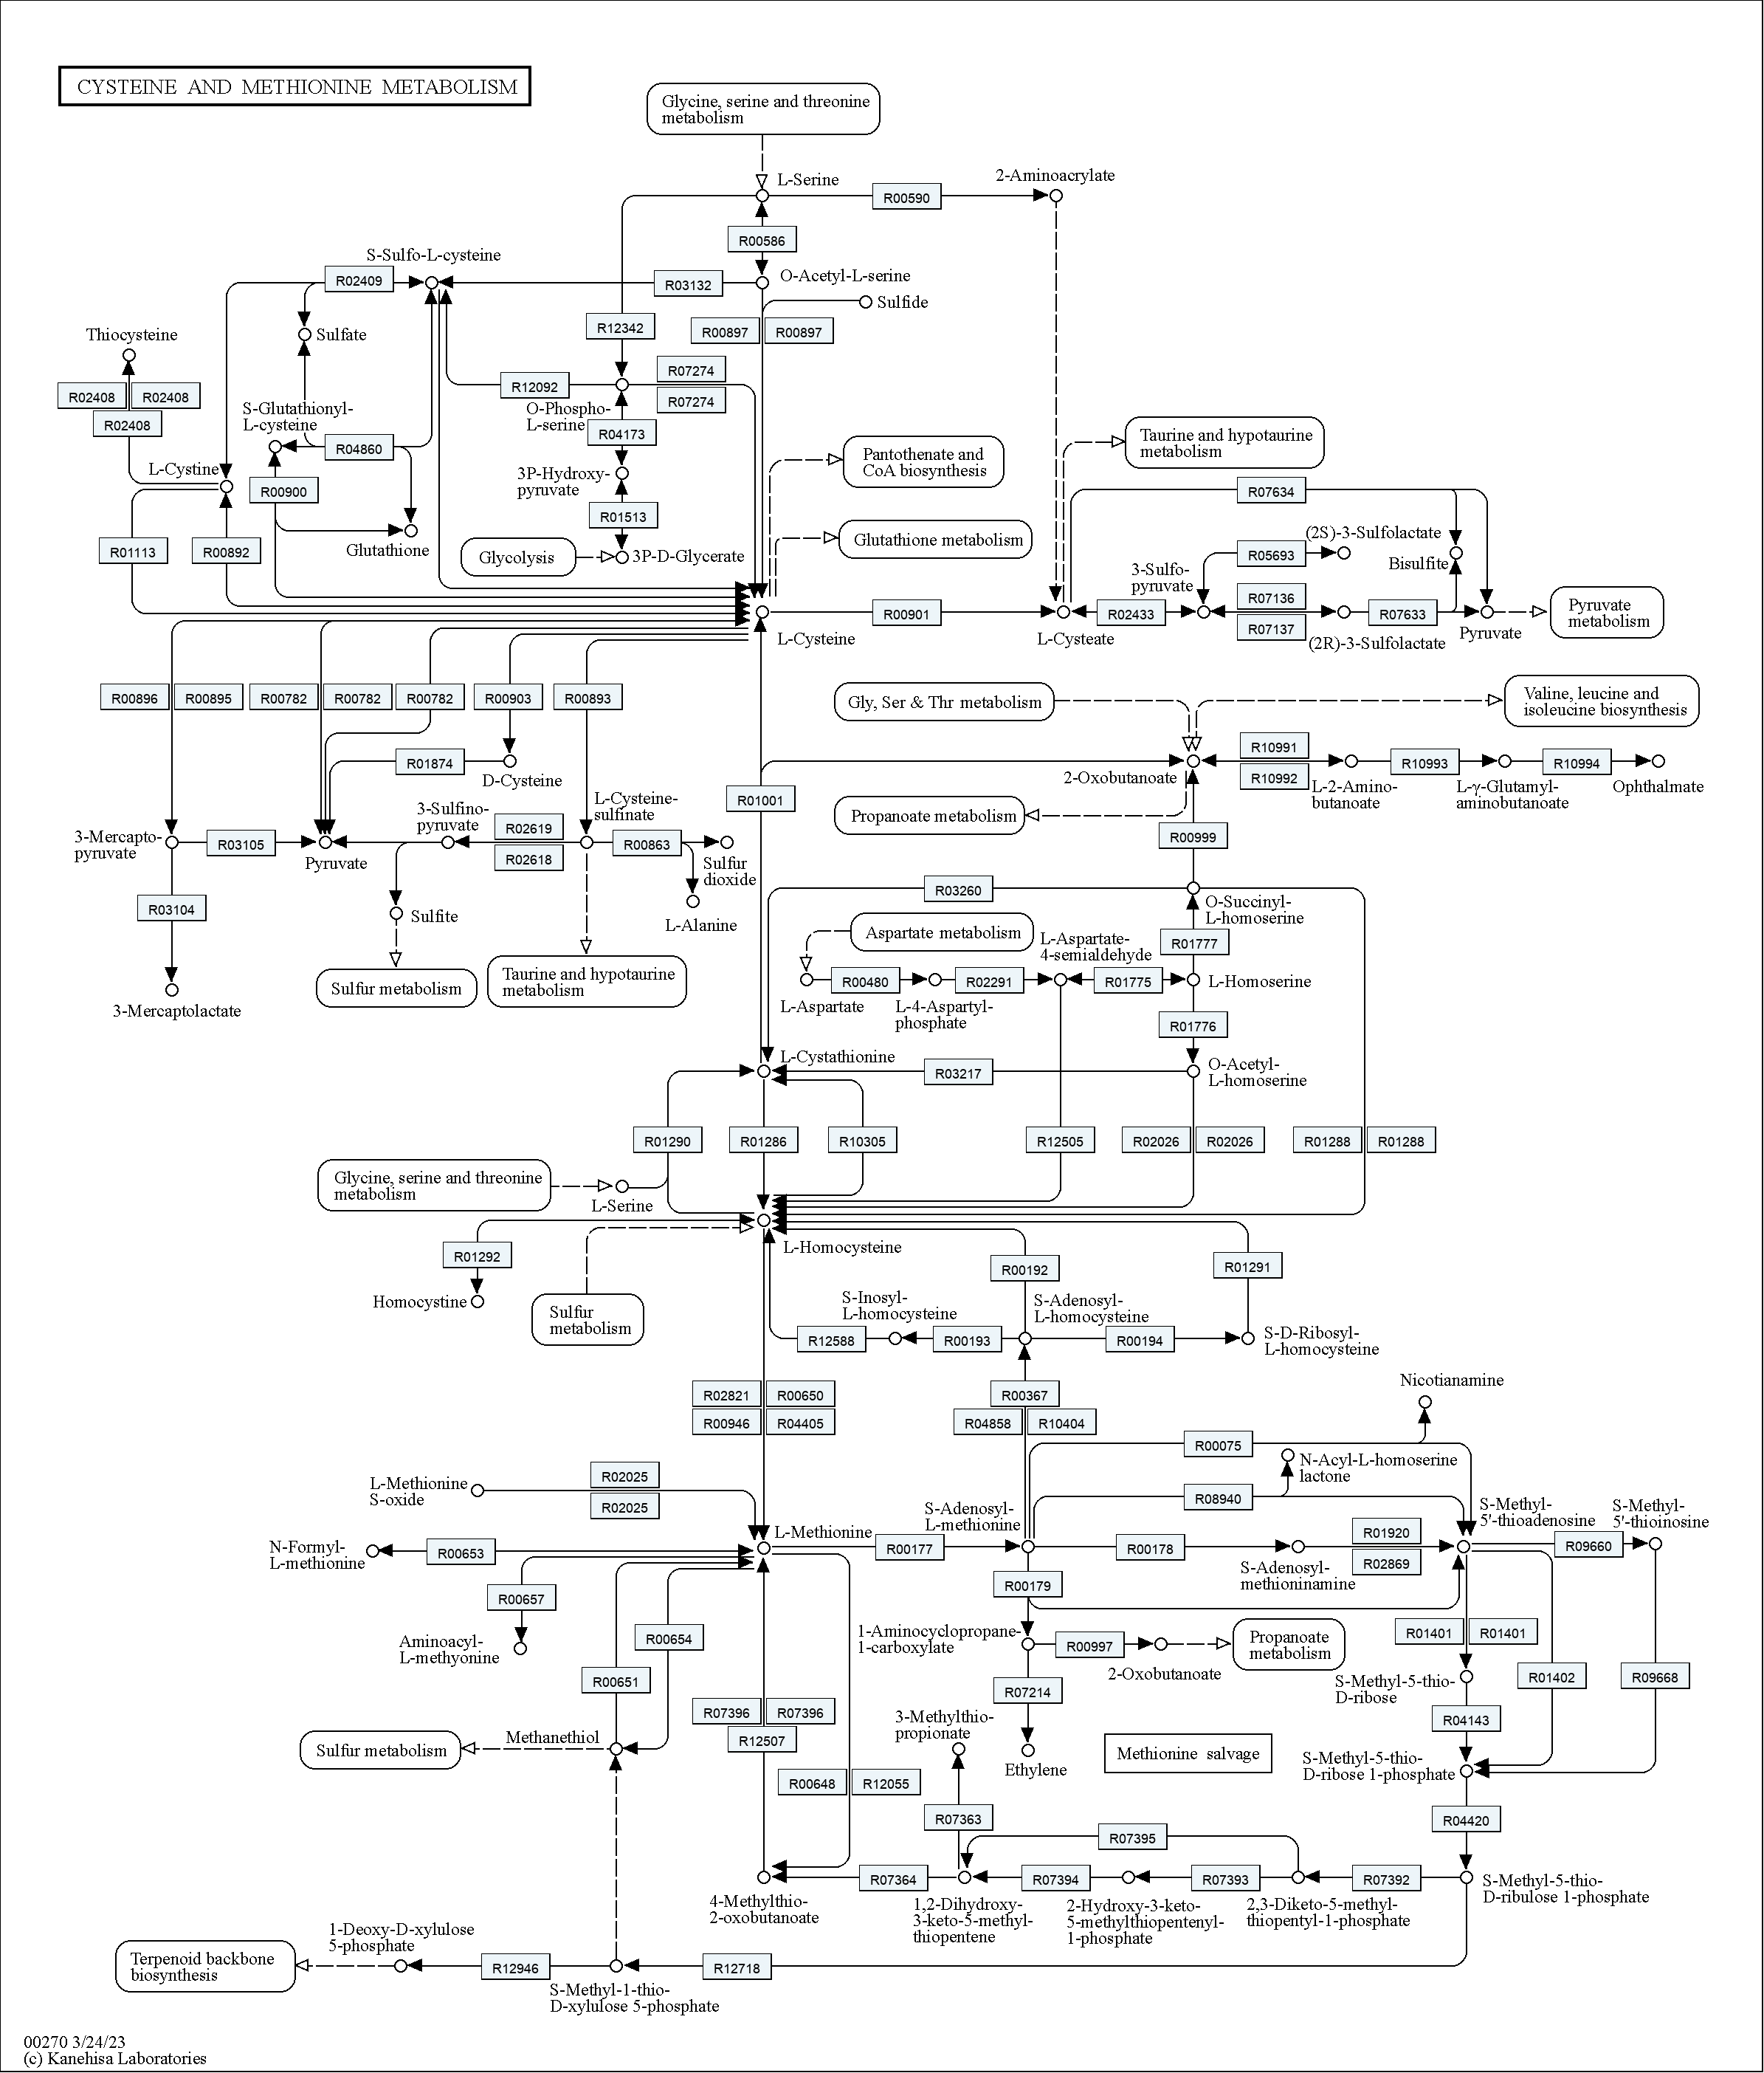 CYSTEINE AND METHIONINE METABOLISM
Glycine, serine and threonine
metabolism
L-Serine
R00590
2-Aminoacrylate
R00586
S-Sulfo-L-cysteine
R02409
R03132
O-Acetyl-L-serine
Sulfide
Thiocysteine
Sulfate
R12342
R00897
R00897
R02408
R02408
R02408
R12092
R07274
R07274
S-Glutathionyl-
L-cysteine
O-Phospho-
L-serine
R04860
R04173
L-Cystine
R00900
3P-Hydroxy-
pyruvate
Pantothenate and
CoA biosynthesis
Taurine and hypotaurine
metabolism
R07634
R01513
R01113
R00892
Glutathione
Glycolysis
3P-D-Glycerate
Glutathione metabolism
(2S)-3-Sulfolactate
R05693
Bisulfite
3-Sulfo-
pyruvate
R07136
R00901
R02433
R07633
R07137
L-Cysteine
L-Cysteate
(2R)-3-Sulfolactate
Pyruvate
Pyruvate
metabolism
R00896
R00895
R00782
R00782
R00782
R00903
R00893
Gly, Ser & Thr metabolism
Valine, leucine and
isoleucine biosynthesis
R01874
D-Cysteine
2-Oxobutanoate
R10991
R10992
L-2-Amino-
butanoate
R10993
L-γ-Glutamyl-
aminobutanoate
R10994
Ophthalmate
R01001
Propanoate metabolism
3-Mercapto-
pyruvate
R03105
Pyruvate
3-Sulfino-
pyruvate
R02619
R02618
L-Cysteine-
sulfinate
R00863
Sulfur
dioxide
R00999
R03104
Sulfite
L-Alanine
R03260
O-Succinyl-
L-homoserine
Aspartate metabolism
L-Aspartate-
4-semialdehyde
R01777
Sulfur metabolism
Taurine and hypotaurine
metabolism
3-Mercaptolactate
L-Aspartate
R00480
L-4-Aspartyl-
phosphate
R02291
R01775
L-Homoserine
R01776
L-Cystathionine
R03217
O-Acetyl-
L-homoserine
R01290
R01286
R10305
R12505
R02026
R02026
R01288
R01288
Glycine, serine and threonine
metabolism
L-Serine
R01292
L-Homocysteine
R00192
R01291
Homocystine
Sulfur
metabolism
S-Inosyl-
L-homocysteine
S-Adenosyl-
L-homocysteine
R12588
R00193
R00194
S-D-Ribosyl-
L-homocysteine
R02821
R00650
R00946
R04405
R00367
R04858
R10404
Nicotianamine
R00075
N-Acyl-L-homoserine
lactone
L-Methionine
S-oxide
R02025
R02025
R08940
S-Adenosyl-
L-methionine
S-Methyl-
5'-thioadenosine
S-Methyl-
5'-thioinosine
N-Formyl-
L-methionine
R00653
L-Methionine
R00177
R00178
S-Adenosyl-
methioninamine
R01920
R02869
R09660
R00657
R00179
Aminoacyl-
L-methyonine
R00654
1-Aminocyclopropane-
1-carboxylate
R00997
2-Oxobutanoate
Propanoate
metabolism
R01401
R01401
R00651
R07214
S-Methyl-5-thio-
D-ribose
R01402
R09668
R07396
R07396
R12507
3-Methylthio-
propionate
R04143
Sulfur metabolism
Methanethiol
Ethylene
Methionine salvage
S-Methyl-5-thio-
D-ribose 1-phosphate
R00648
R12055
R07363
R07395
R04420
R07364
R07394
R07393
R07392
S-Methyl-5-thio-
D-ribulose 1-phosphate
4-Methylthio-
2-oxobutanoate
1,2-Dihydroxy-
3-keto-5-methyl-
thiopentene
2-Hydroxy-3-keto-
5-methylthiopentenyl-
1-phosphate
2,3-Diketo-5-methyl-
thiopentyl-1-phosphate
Terpenoid backbone
biosynthesis
1-Deoxy-D-xylulose
5-phosphate
R12946
S-Methyl-1-thio-
D-xylulose 5-phosphate
R12718
00270 3/24/23
(c) Kanehisa Laboratories